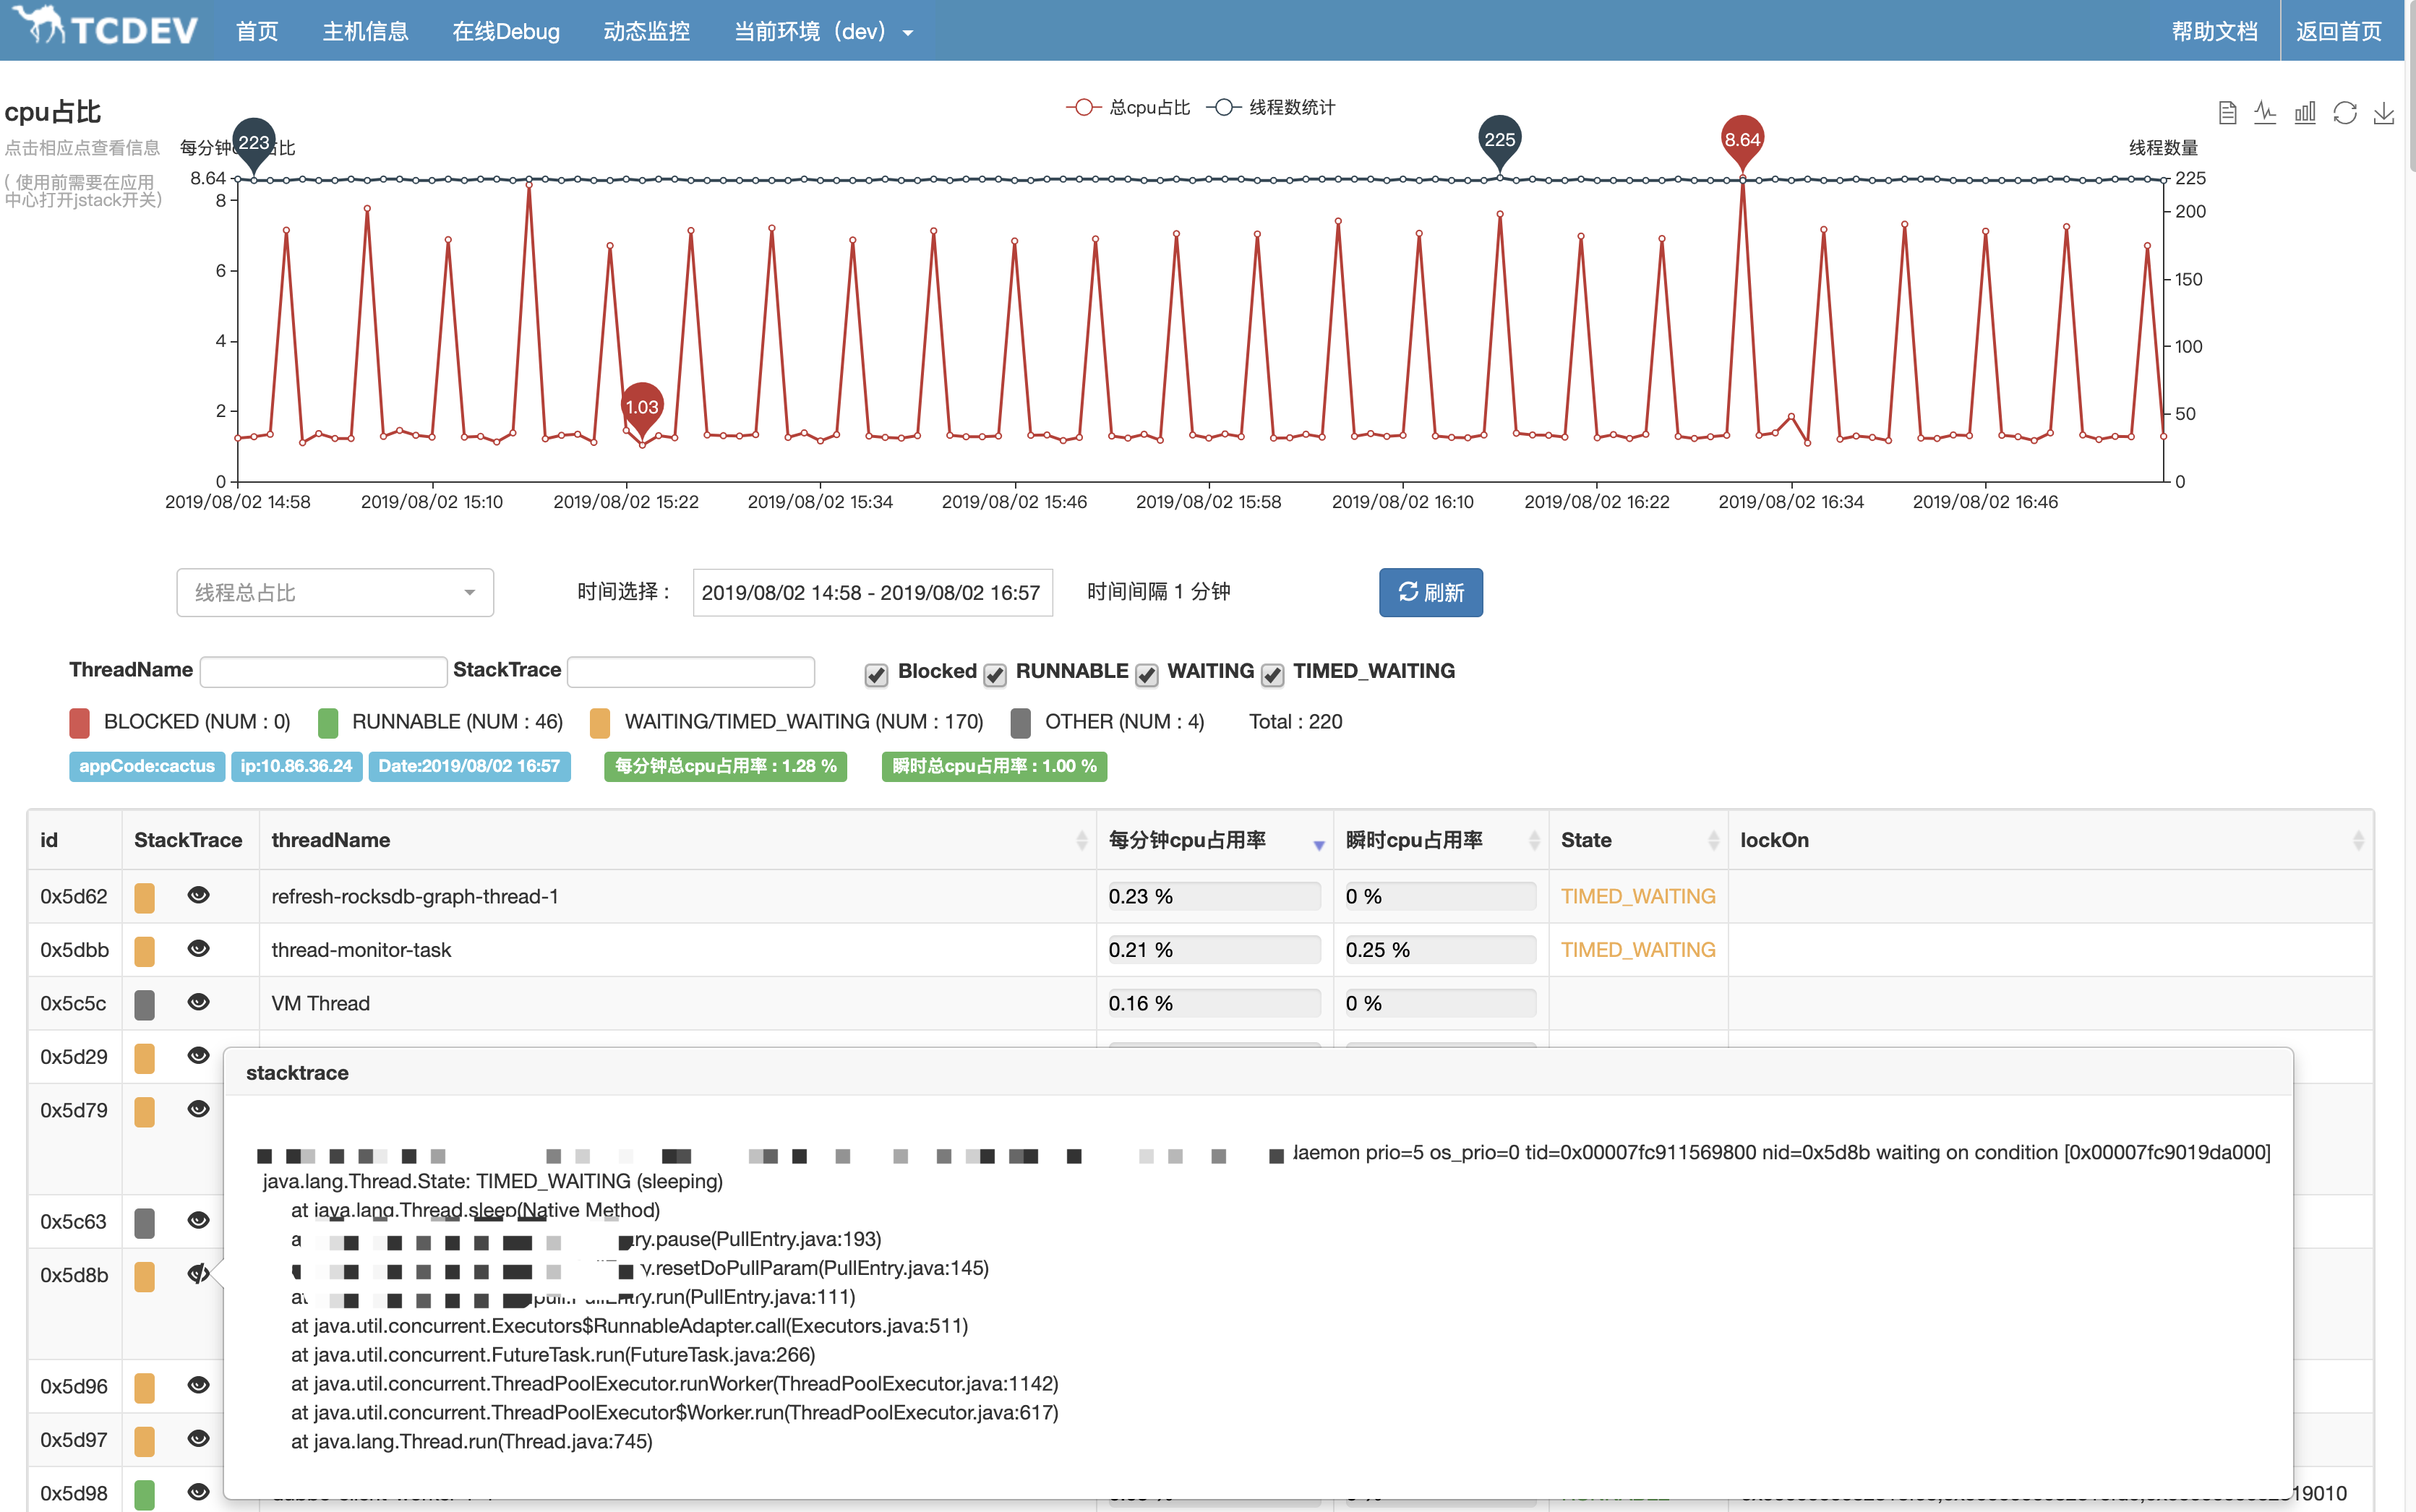 TCDEV 首页 主机信息 在线Debug 动态监控 当前环境（dev） 帮助文档 返回首页
cpu占比
点击相应点查看信息
( 使用前需要在应用
中心打开jstack开关)
总cpu占比 线程数统计
223 225 8.64
线程数量
8.64 225
8 200
6 150
4 100
1.03
2 50
0 0
2019/08/02 14:58 2019/08/02 15:10 2019/08/02 15:22 2019/08/02 15:34 2019/08/02 15:46 2019/08/02 15:58 2019/08/02 16:10 2019/08/02 16:22 2019/08/02 16:34 2019/08/02 16:46
线程总占比 时间选择： 2019/08/02 14:58 - 2019/08/02 16:57 时间间隔 1 分钟 刷新
ThreadName StackTrace Blocked RUNNABLE WAITING TIMED_WAITING
BLOCKED (NUM : 0) RUNNABLE (NUM : 46) WAITING/TIMED_WAITING (NUM : 170) OTHER (NUM : 4) Total : 220
appCode:cactus ip:10.86.36.24 Date:2019/08/02 16:57 每分钟总cpu占用率 : 1.28 % 瞬时总cpu占用率 : 1.00 %
id StackTrace threadName 每分钟cpu占用率 瞬时cpu占用率 State lockOn
0x5d62 refresh-rocksdb-graph-thread-1 0.23 % 0 % TIMED_WAITING
0x5dbb thread-monitor-task 0.21 % 0.25 % TIMED_WAITING
0x5c5c VM Thread 0.16 % 0 %
0x5d29
stacktrace
0x5d79
prio=5 os_prio=0 tid=0x00007fc911569800 nid=0x5d8b waiting on condition [0x00007fc9019da000]
java.lang.Thread.State: TIMED_WAITING (sleeping)
at java.lang.Thread.sleep(Native Method)
0x5c63
ry.pause(PullEntry.java:193)
y.resetDoPullParam(PullEntry.java:145)
0x5d8b
at ry.run(PullEntry.java:111)
at java.util.concurrent.Executors$RunnableAdapter.call(Executors.java:511)
at java.util.concurrent.FutureTask.run(FutureTask.java:266)
0x5d96
at java.util.concurrent.ThreadPoolExecutor.runWorker(ThreadPoolExecutor.java:1142)
at java.util.concurrent.ThreadPoolExecutor$Worker.run(ThreadPoolExecutor.java:617)
0x5d97
at java.lang.Thread.run(Thread.java:745)
0x5d98 19010